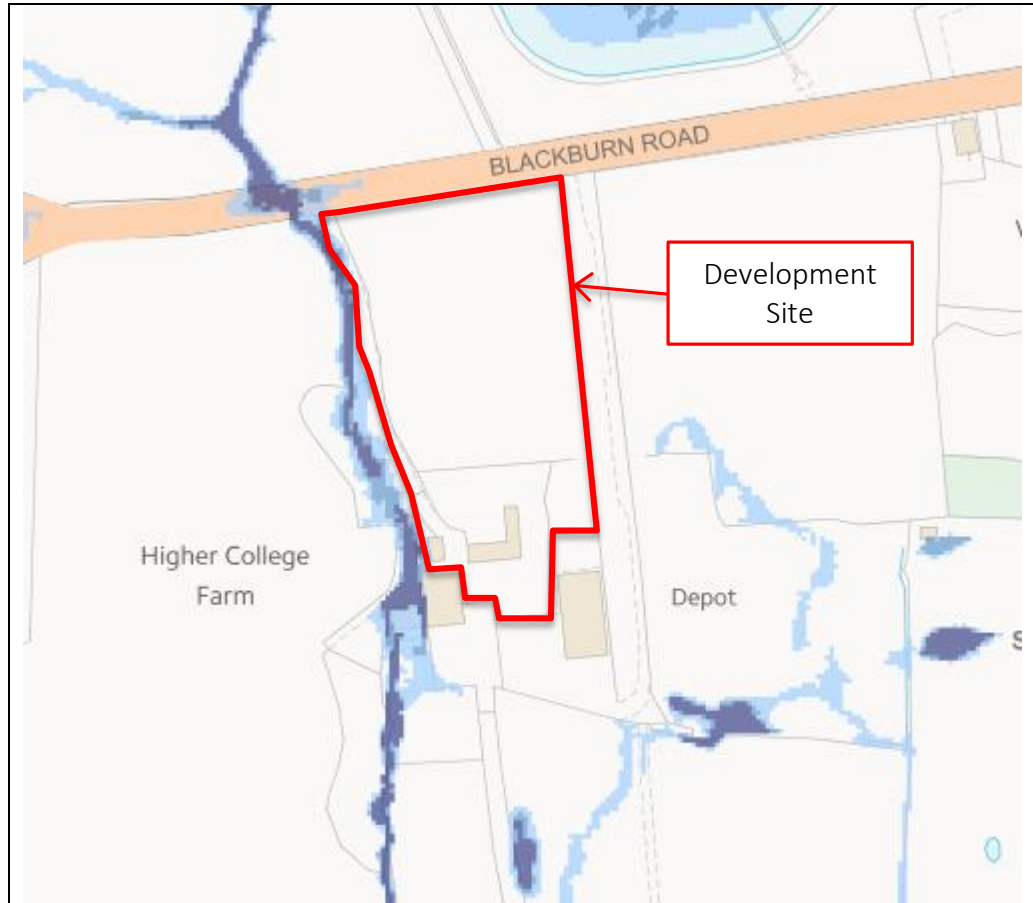 BLACKBURN ROAD
Development
Site
Higher College
Farm
Depot